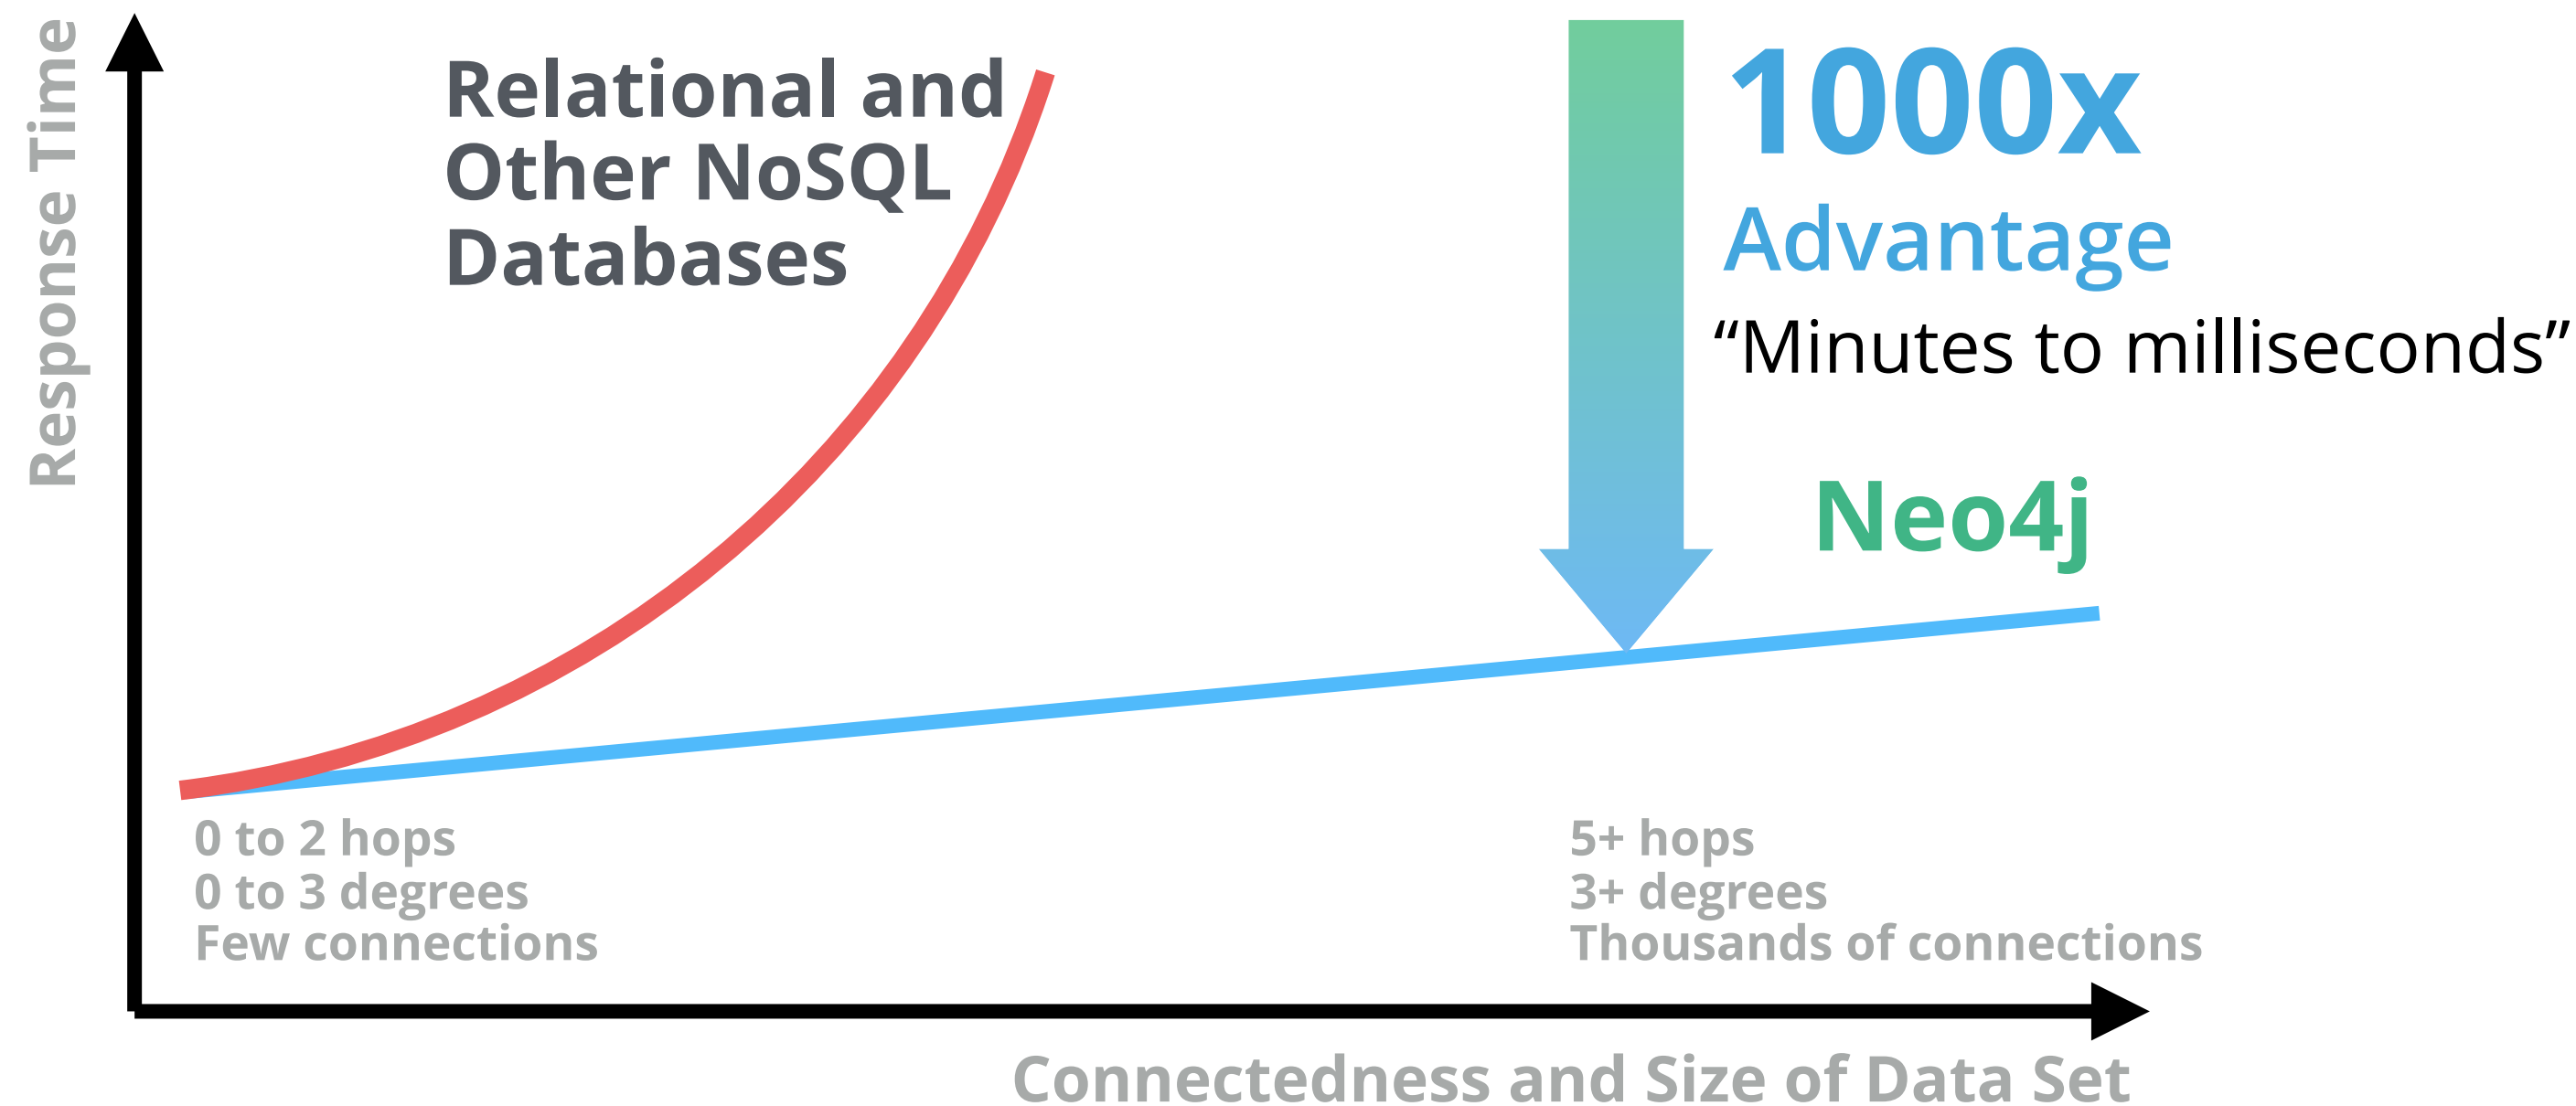 Response Time
Relational and
Other NoSQL
Databases
1000x
Advantage
“Minutes to milliseconds”
Neo4j
0 to 2 hops
0 to 3 degrees
Few connections
5+ hops
3+ degrees
Thousands of connections
Connectedness and Size of Data Set